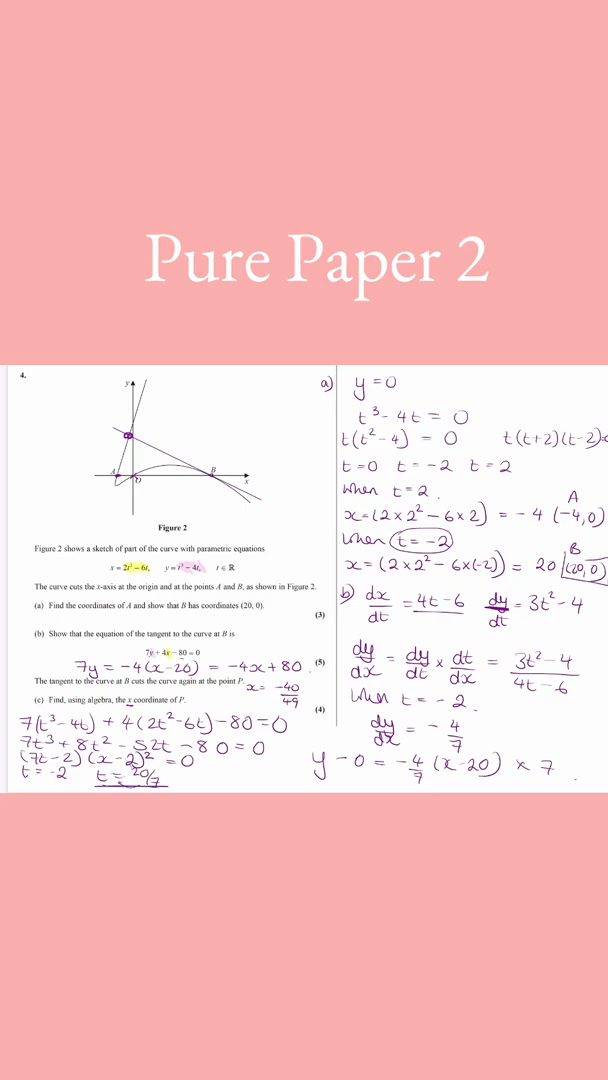 Pure Paper 2
4.
y
A
O
B
x
Figure 2
Figure 2 shows a sketch of part of the curve with parametric equations
x = 2t² − 6t, y = t³ − 4t, t ∈ ℝ
The curve cuts the x-axis at the origin and at the points A and B, as shown in Figure 2.
(a) Find the coordinates of A and show that B has coordinates (20, 0).
(3)
(b) Show that the equation of the tangent to the curve at B is
7y + 4x − 80 = 0
7y = −4(x−20) = −4x + 80
(5)
The tangent to the curve at B cuts the curve again at the point P.
x = −40/49
(c) Find, using algebra, the x coordinate of P.
(4)
7(t³−4t) + 4(2t²−6t) −80 = 0
7t³ + 8t² − 52t − 80 = 0
(7t−2)(x−2)² = 0
t = −2 t = 20/7
a) y = 0
t³ − 4t = 0
t(t²−4) = 0 t(t+2)(t−2)=
t = 0 t = −2 t = 2
when t = 2.
A
x = (2×2² − 6×2) = −4 (−4,0)
when t = −2
B
x = (2×2² − 6×(−2)) = 20 (20,0)
b) dx/dt = 4t−6 dy/dt = 3t²−4
dy/dx = dy/dt × dt/dx = 3t²−4/4t−6
when t = −2.
dy/dx = −4/7
y − 0 = −4/7 (x−20) × 7